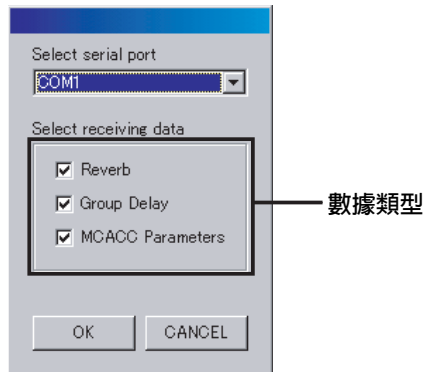 Select serial port
COM1
Select receiving data
Reverb
Group Delay
MCACC Parameters
數據類型
OK
CANCEL